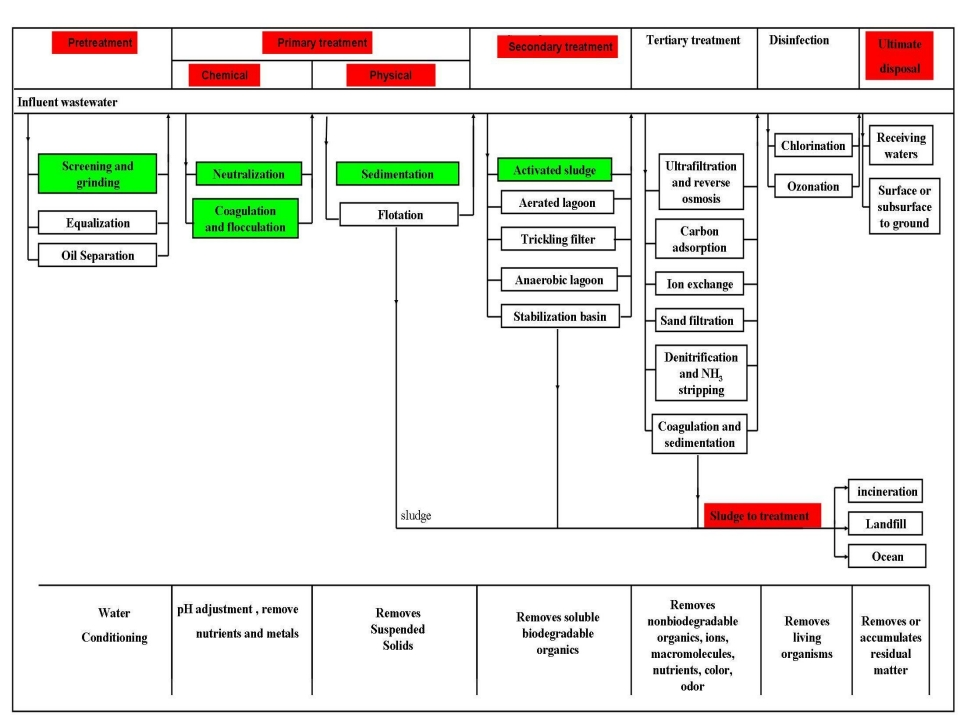 Pretreatment
Primary treatment
Secondary treatment
Tertiary treatment
Disinfection
Ultimate
disposal
Chemical
Physical
Influent wastewater
Screening and
grinding
Equalization
Oil Separation
Neutralization
Coagulation
and flocculation
Sedimentation
Flotation
Activated sludge
Aerated lagoon
Trickling filter
Anaerobic lagoon
Stabilization basin
Ultrafiltration
and reverse
osmosis
Carbon
adsorption
Ion exchange
Sand filtration
Denitrification
and NH₃
stripping
Coagulation and
sedimentation
Chlorination
Ozonation
Receiving
waters
Surface or
subsurface
to ground
sludge
Sludge to treatment
incineration
Landfill
Ocean
Water
Conditioning
pH adjustment , remove
nutrients and metals
Removes
Suspended
Solids
Removes soluble
biodegradable
organics
Removes
nonbiodegradable
organics, ions,
macromolecules,
nutrients, color,
odor
Removes
living
organisms
Removes or
accumulates
residual
matter